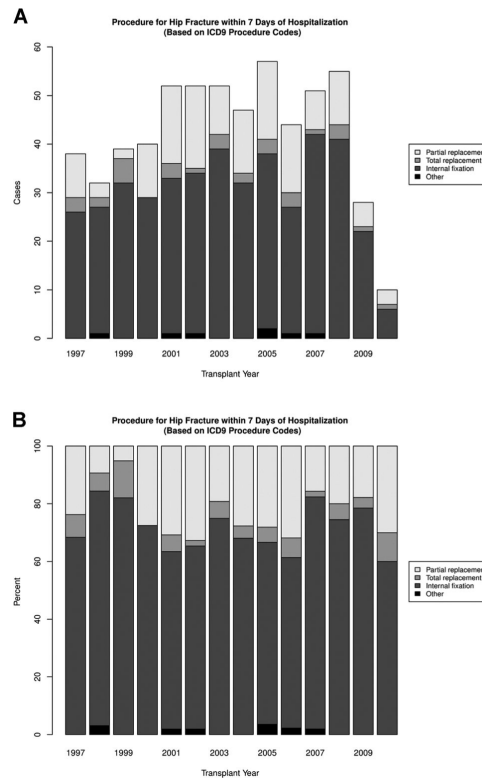 A
Procedure for Hip Fracture within 7 Days of Hospitalization
(Based on ICD9 Procedure Codes)
60
50
40
30
20
10
0
Cases
1997
1999
2001
2003
2005
2007
2009
Transplant Year
Partial replaceme
Total replacement
Internal fixation
Other
B
Procedure for Hip Fracture within 7 Days of Hospitalization
(Based on ICD9 Procedure Codes)
100
80
60
40
20
0
Percent
1997
1999
2001
2003
2005
2007
2009
Transplant Year
Partial replaceme
Total replacement
Internal fixation
Other